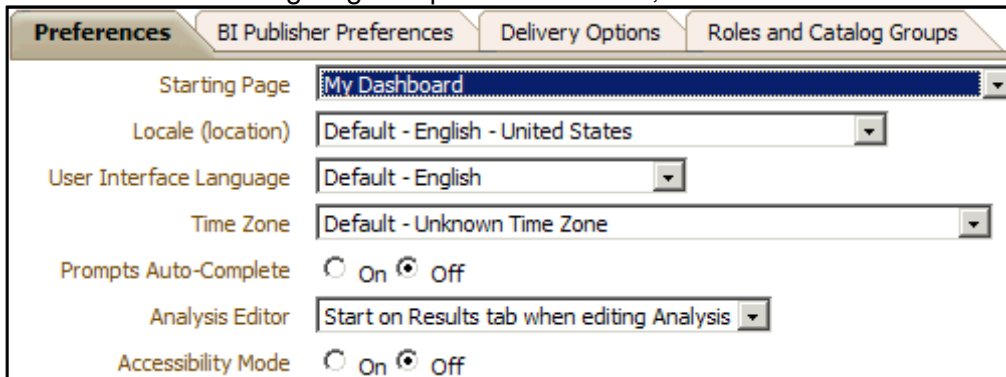 Preferences BI Publisher Preferences Delivery Options Roles and Catalog Groups
Starting Page My Dashboard
Locale (location) Default - English - United States
User Interface Language Default - English
Time Zone Default - Unknown Time Zone
Prompts Auto-Complete On Off
Analysis Editor Start on Results tab when editing Analysis
Accessibility Mode On Off